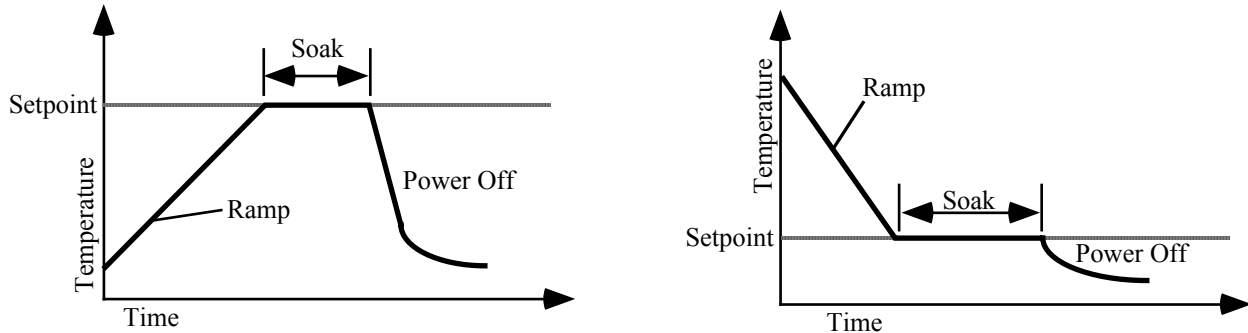 Soak
Setpoint
Temperature
Ramp
Power Off
Time
Temperature
Ramp
Soak
Setpoint
Power Off
Time